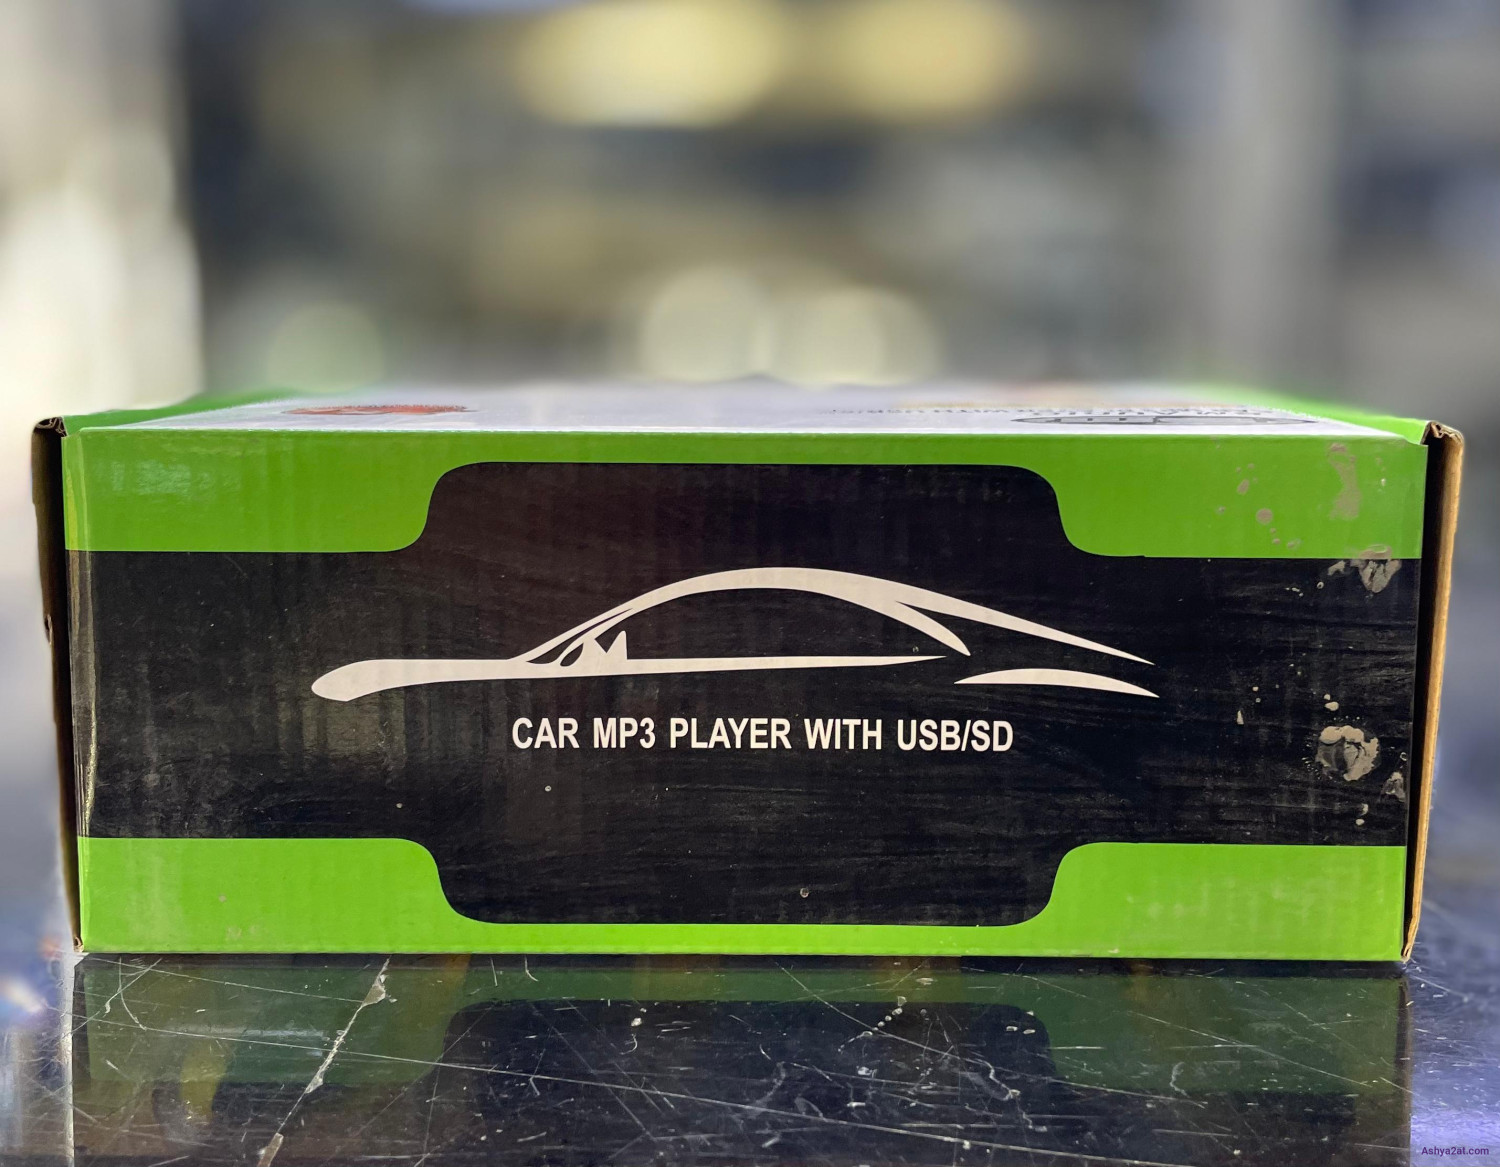 CAR MP3 PLAYER WITH USB/SD
Ashya2at.com